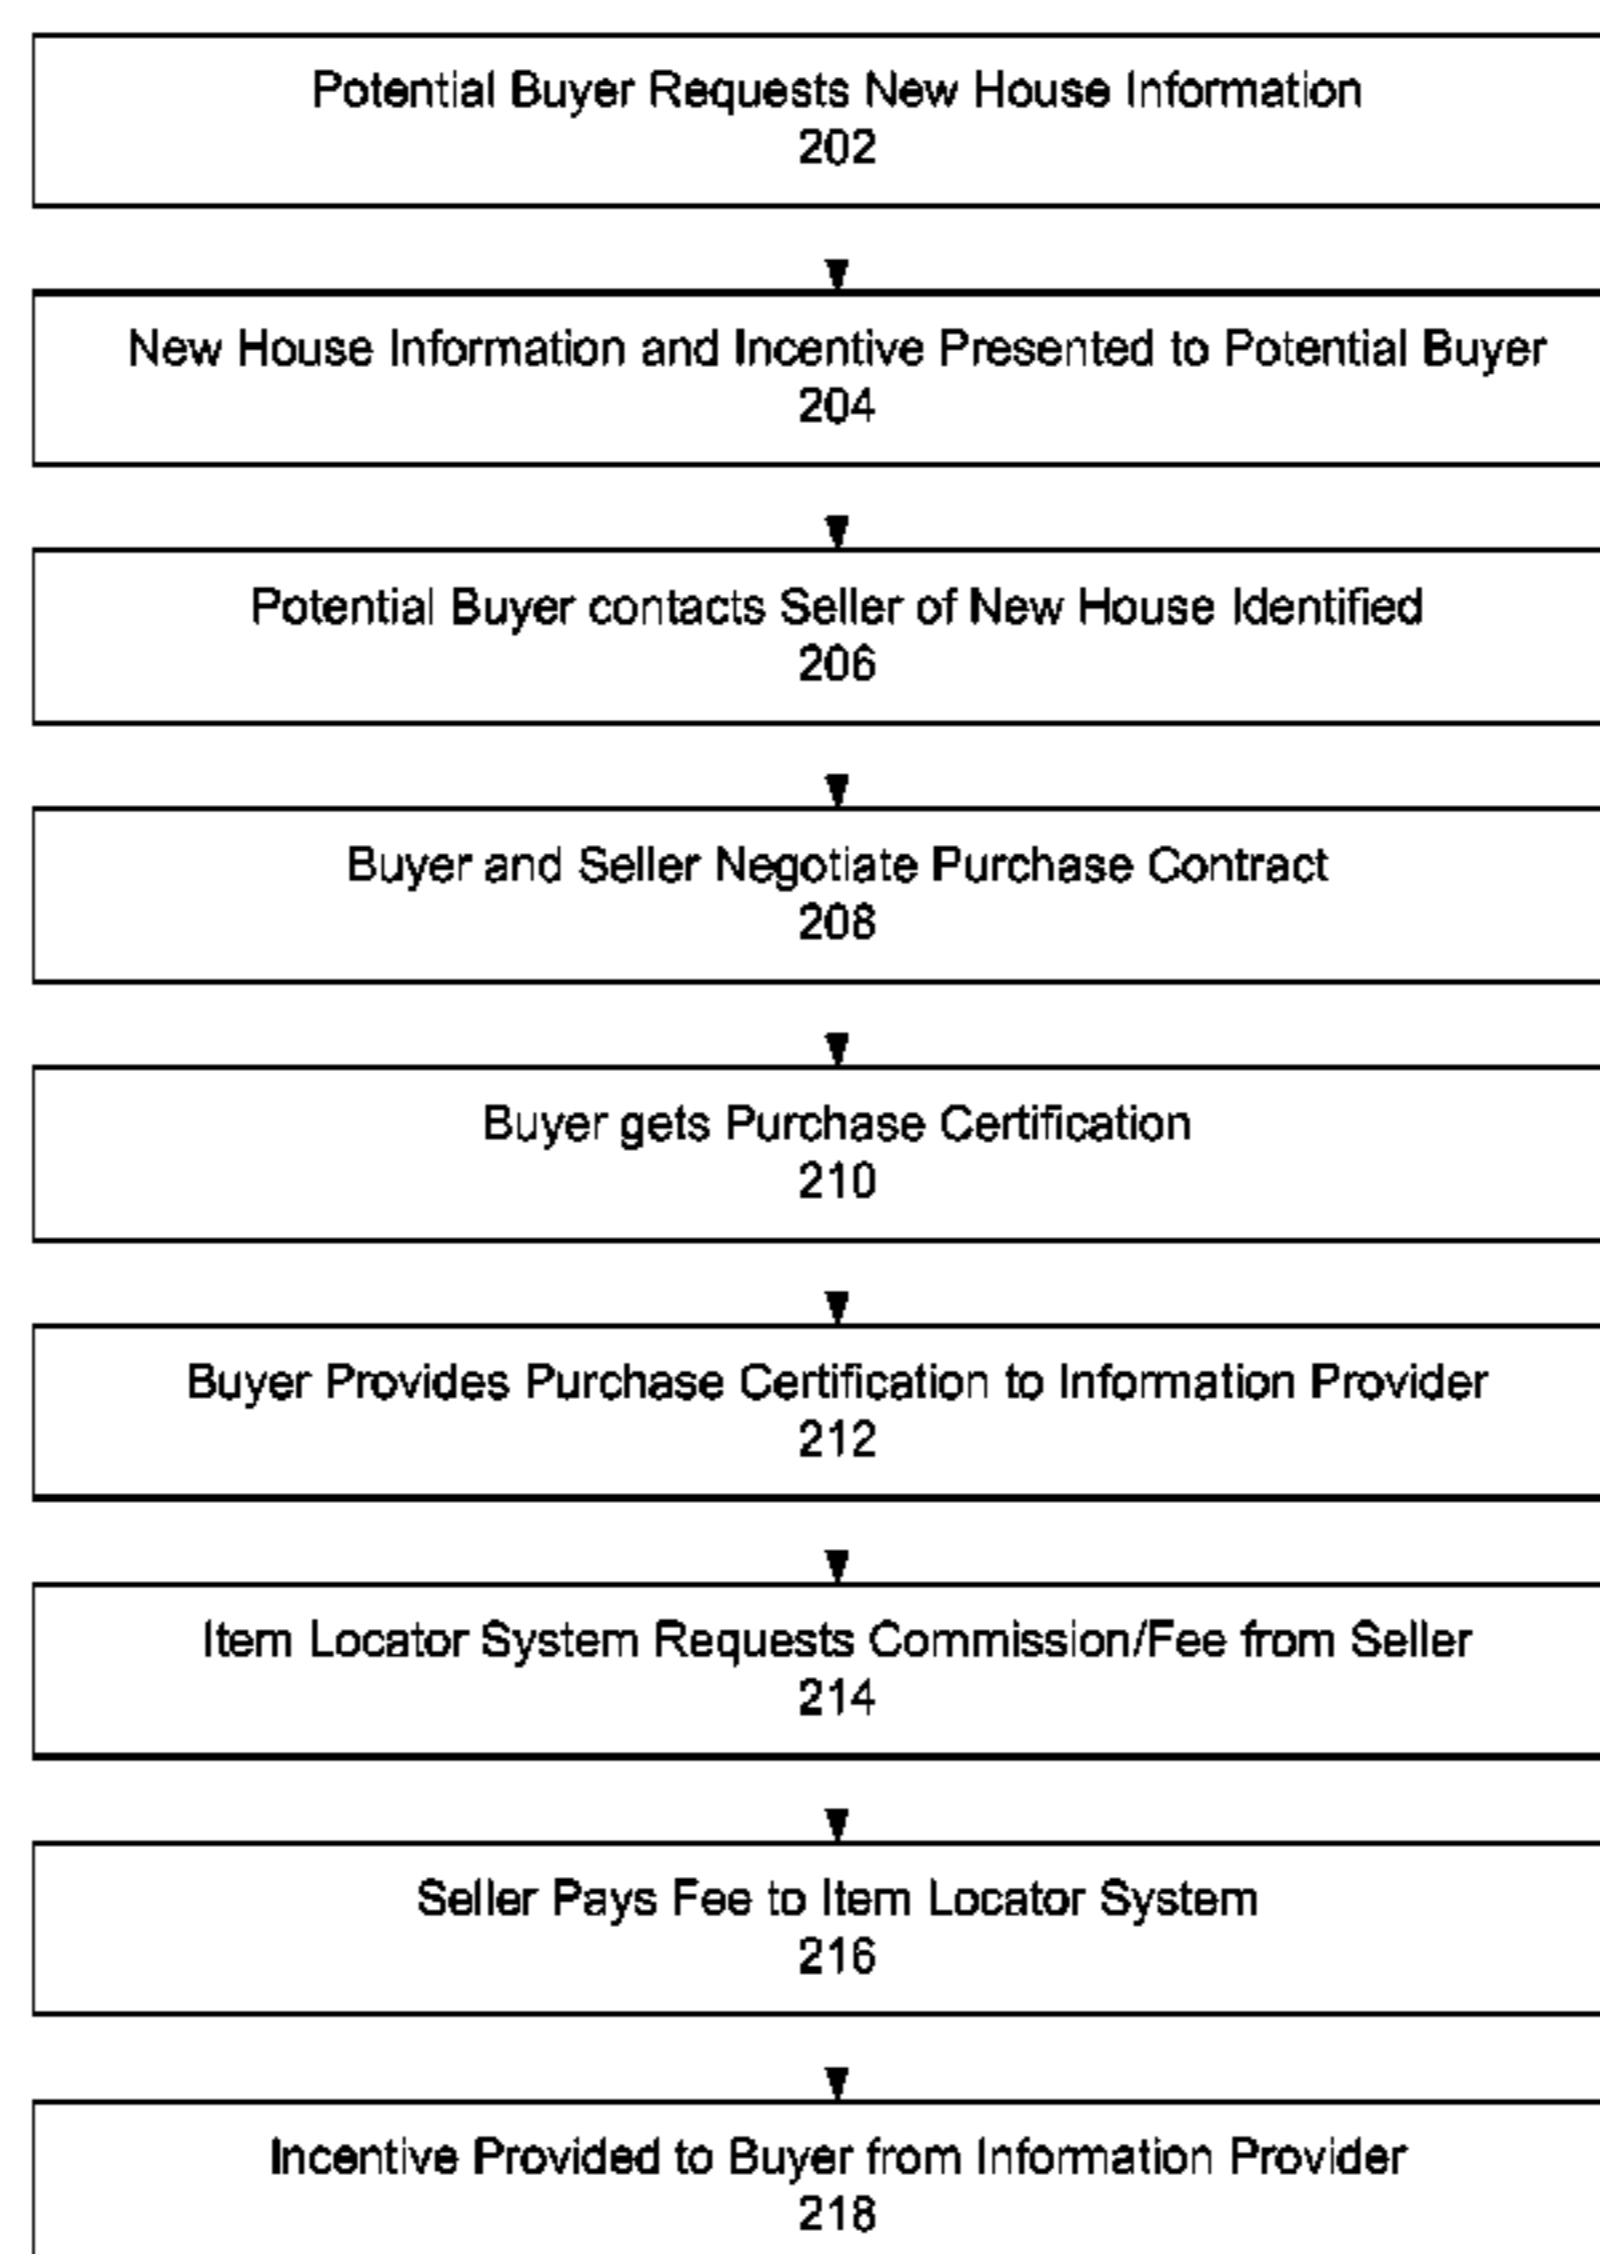 Potential Buyer Requests New House Information
202
New House Information and Incentive Presented to Potential Buyer
204
Potential Buyer contacts Seller of New House Identified
206
Buyer and Seller Negotiate Purchase Contract
208
Buyer gets Purchase Certification
210
Buyer Provides Purchase Certification to Information Provider
212
Item Locator System Requests Commission/Fee from Seller
214
Seller Pays Fee to Item Locator System
216
Incentive Provided to Buyer from Information Provider
218